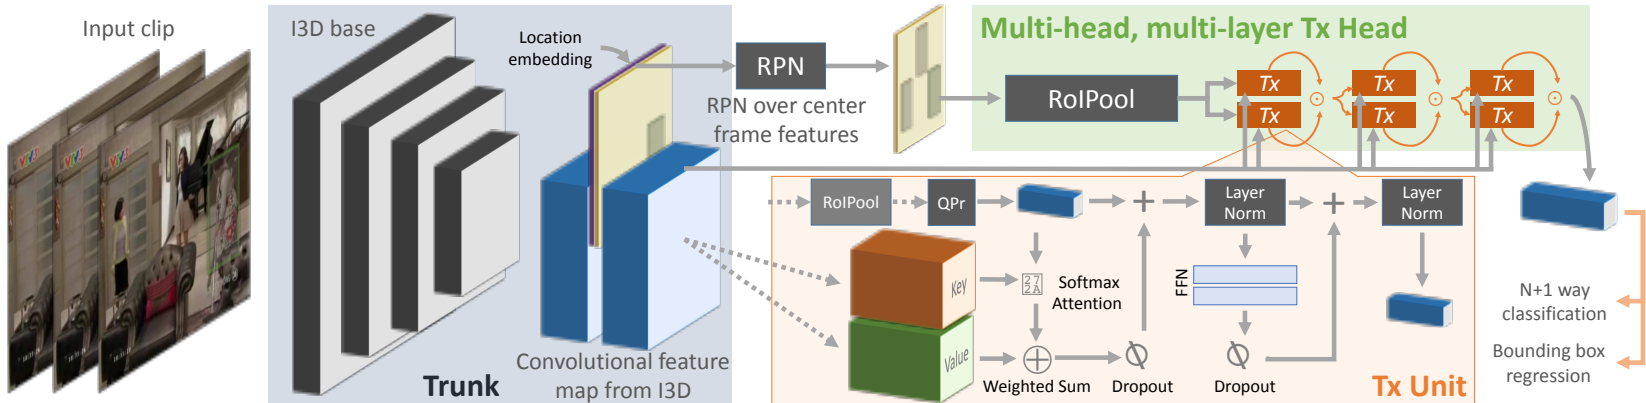 Input clip
I3D base
Location
embedding
RPN
RPN over center
frame features
Multi-head, multi-layer Tx Head
RoIPool
Tx
Tx
Tx
Tx
Tx
Tx
RoIPool
QPr
Layer
Norm
Layer
Norm
Key
Softmax
Attention
FFN
Value
Weighted Sum
Dropout
Dropout
Tx Unit
Convolutional feature
map from I3D
Trunk
N+1 way
classification
Bounding box
regression